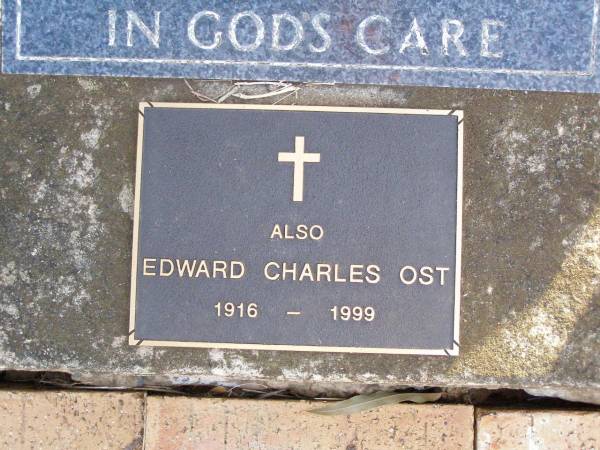 IN GOD'S CARE
ALSO
EDWARD CHARLES OST
1916 - 1999